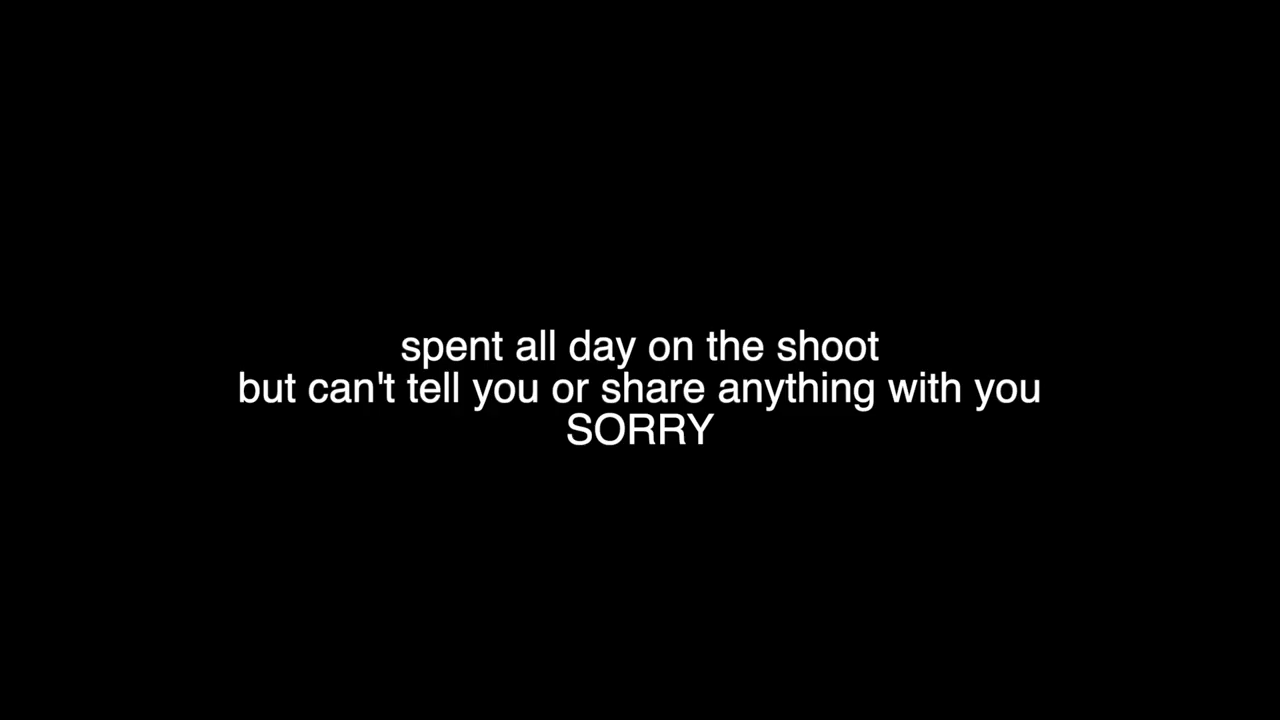 spent all day on the shoot
but can't tell you or share anything with you
SORRY